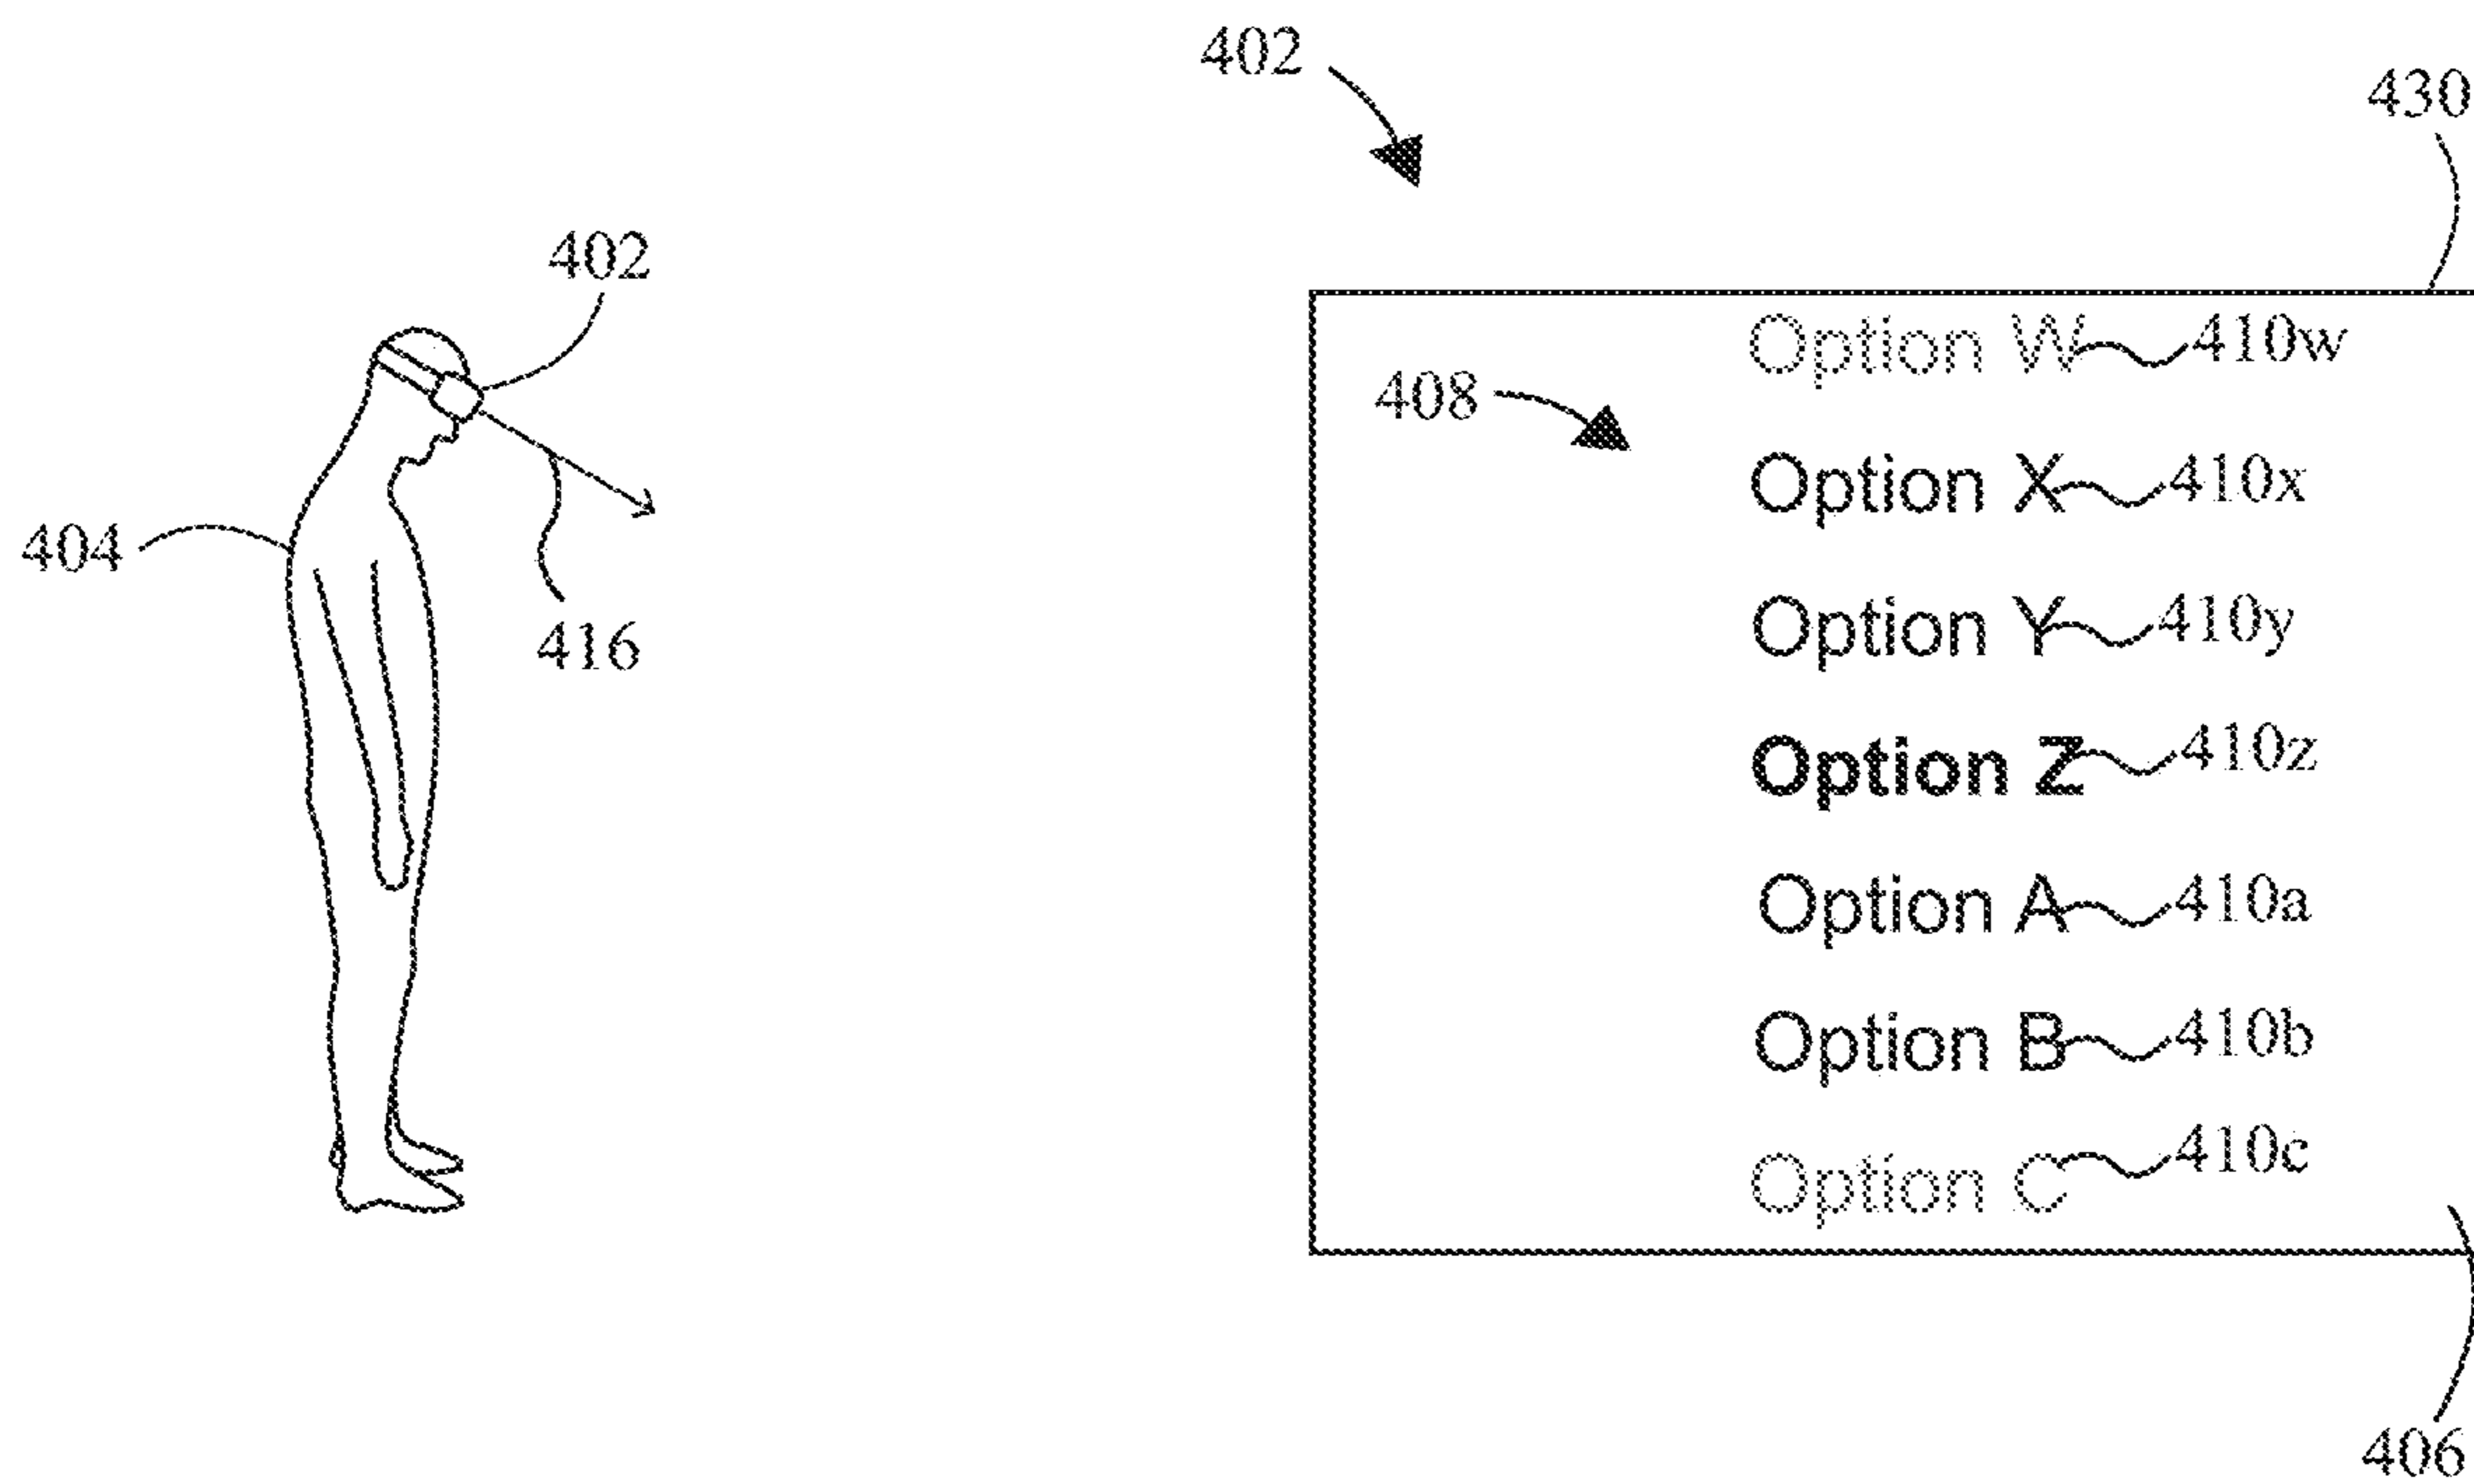 402
430
402
Option W 410w
408
Option X 410x
404
Option Y 410y
416
Option Z 410z
Option A 410a
Option B 410b
Option C 410c
406